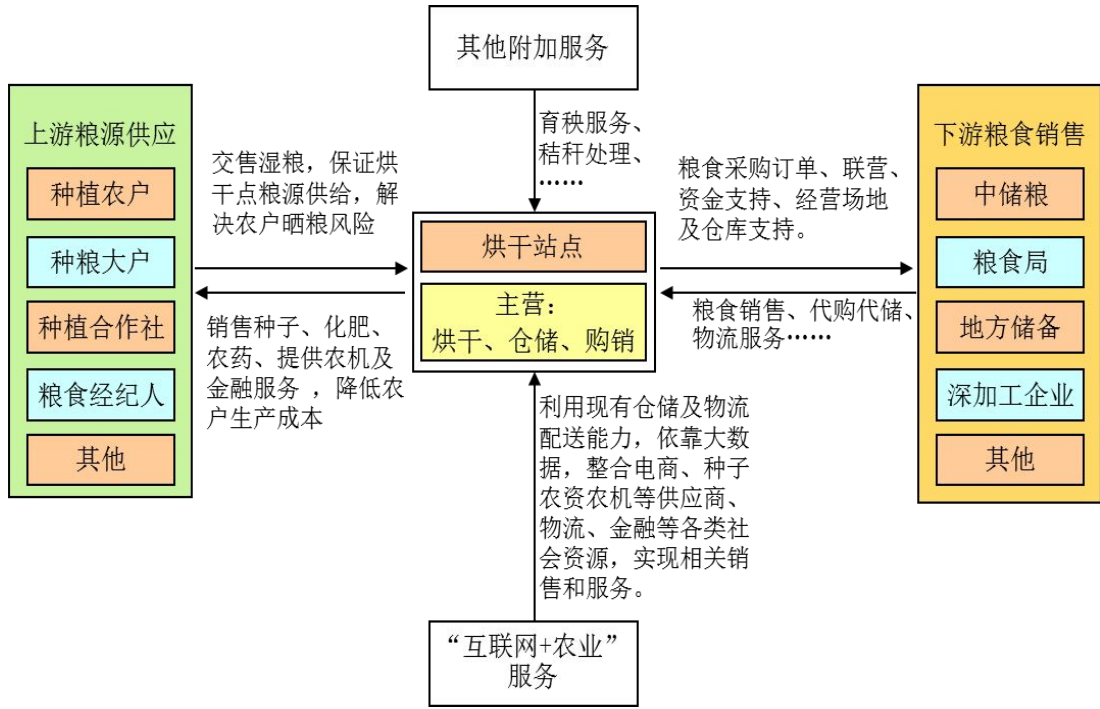 其他附加服务
育秧服务、
秸秆处理、
……
上游粮源供应
种植农户
种粮大户
种植合作社
粮食经纪人
其他
交售湿粮，保证烘
干点粮源供给，解
决农户晒粮风险
销售种子、化肥、
农药、提供农机及
金融服务 ，降低农
户生产成本
烘干站点
主营：
烘干、仓储、购销
粮食采购订单、联营、
资金支持、经营场地
及仓库支持。
粮食销售、代购代储、
物流服务……
下游粮食销售
中储粮
粮食局
地方储备
深加工企业
其他
利用现有仓储及物流
配送能力，依靠大数
据，整合电商、种子
农资农机等供应商、
物流、金融等各类社
会资源，实现相关销
售和服务。
“互联网+农业”
服务